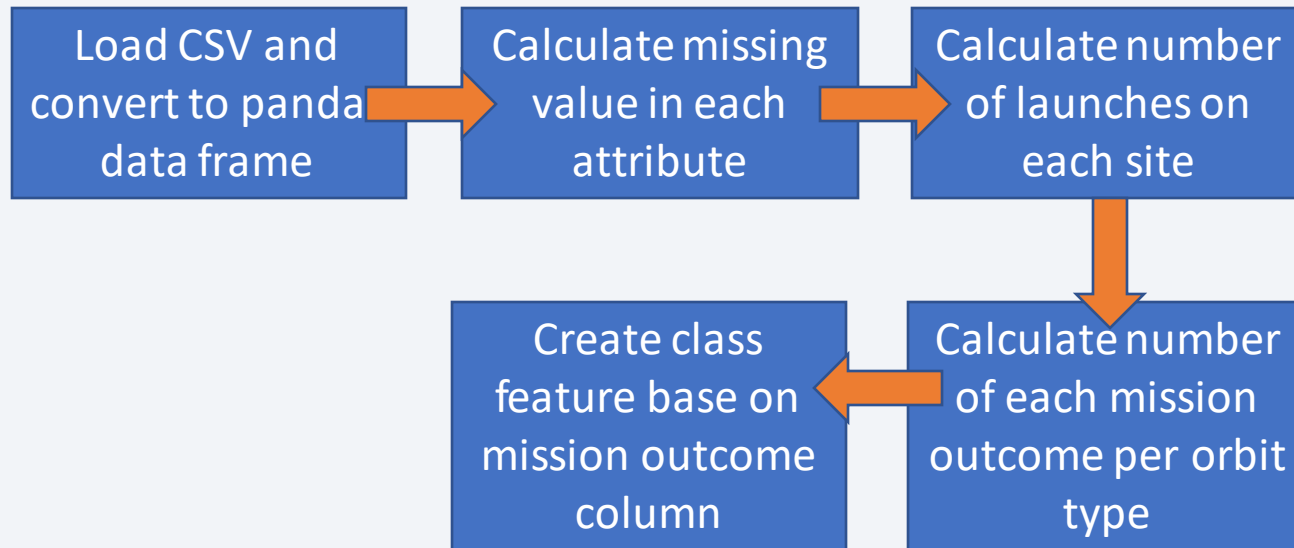 Load CSV and
convert to panda
data frame
Calculate missing
value in each
attribute
Calculate number
of launches on
each site
Calculate number
of each mission
outcome per orbit
type
Create class
feature base on
mission outcome
column